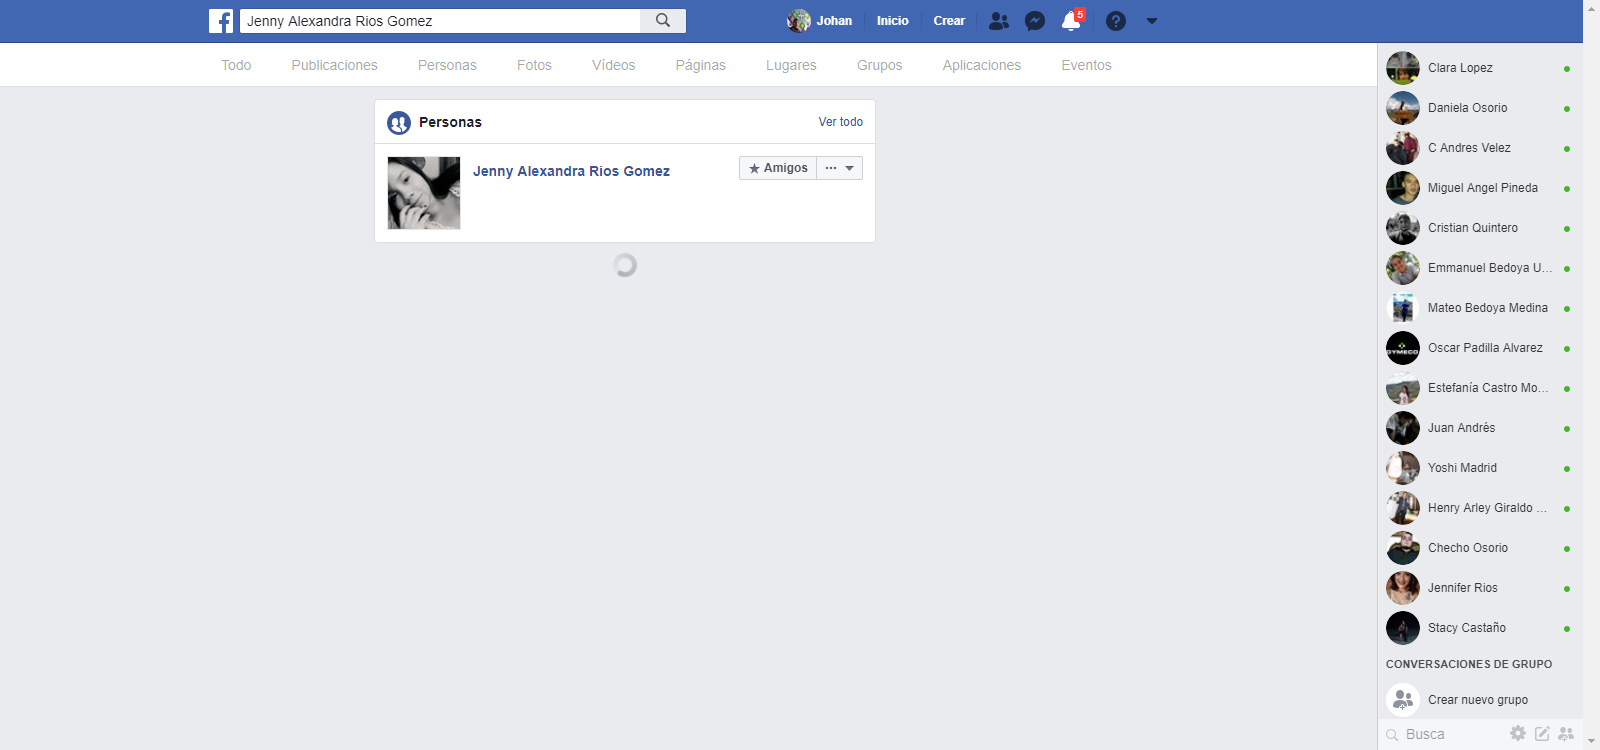 Jenny Alexandra Rios Gomez
Johan Inicio Crear 5
Todo Publicaciones Personas Fotos Vídeos Páginas Lugares Grupos Aplicaciones Eventos
Personas Ver todo
Jenny Alexandra Rios Gomez Amigos
Clara Lopez
Daniela Osorio
C Andres Velez
Miguel Angel Pineda
Cristian Quintero
Emmanuel Bedoya U...
Mateo Bedoya Medina
Oscar Padilla Alvarez
Estefanía Castro Mo...
Juan Andrés
Yoshi Madrid
Henry Arley Giraldo ...
Checho Osorio
Jennifer Rios
Stacy Castaño
CONVERSACIONES DE GRUPO
Crear nuevo grupo
Busca